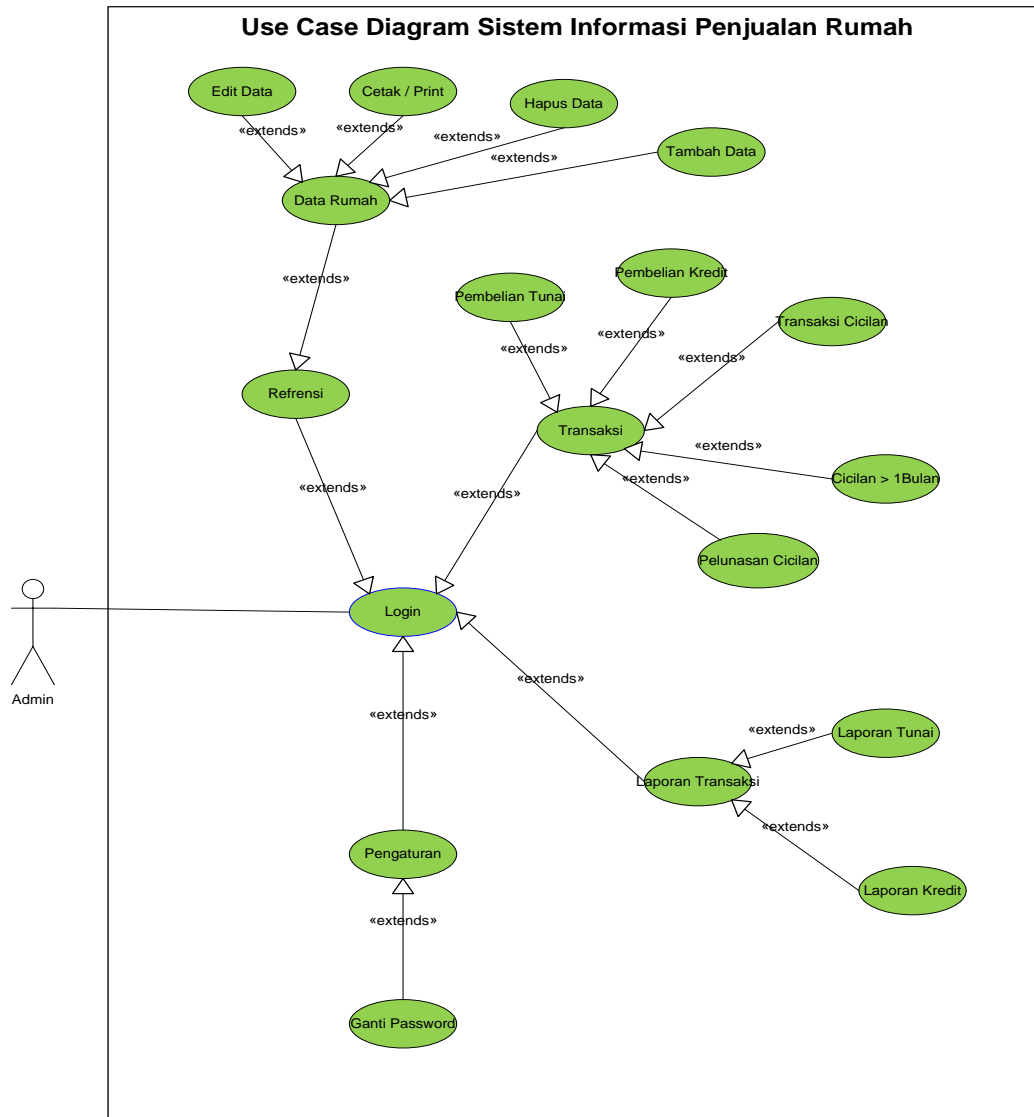 Use Case Diagram Sistem Informasi Penjualan Rumah
Edit Data
Cetak / Print
Hapus Data
«extends»
«extends»
«extends»
«extends»
Tambah Data
Data Rumah
«extends»
Pembelian Tunai
Pembelian Kredit
Transaksi Cicilan
«extends»
«extends»
«extends»
Refrensi
Transaksi
«extends»
«extends»
Cicilan > 1Bulan
«extends»
«extends»
Pelunasan Cicilan
Login
Admin
«extends»
«extends»
«extends»
Laporan Tunai
Laporan Transaksi
«extends»
Pengaturan
Laporan Kredit
«extends»
Ganti Password